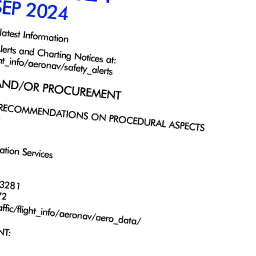 SEP 2024
latest Information
lerts and Charting Notices at:
ht_info/aeronav/safety_alerts
AND/OR PROCUREMENT
RECOMMENDATIONS ON PROCEDURAL ASPECTS
ation Services
3281
72
affic/flight_info/aeronav/aero_data/
NT: